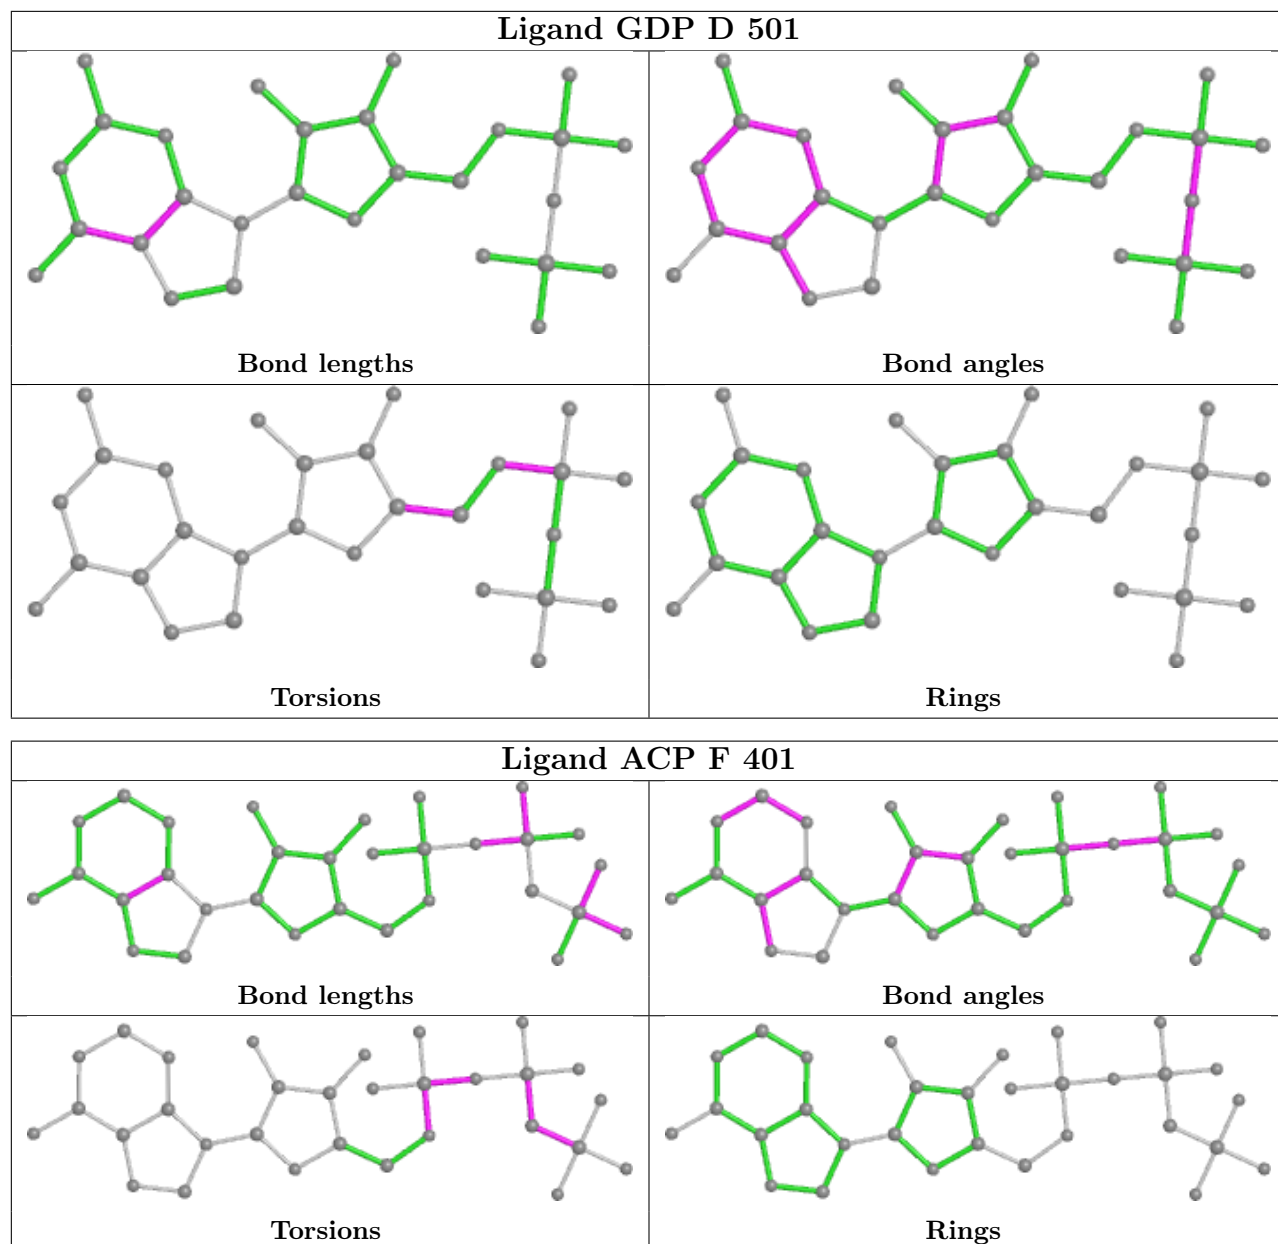 Ligand GDP D 501
Bond lengths
Bond angles
Torsions
Rings
Ligand ACP F 401
Bond lengths
Bond angles
Torsions
Rings